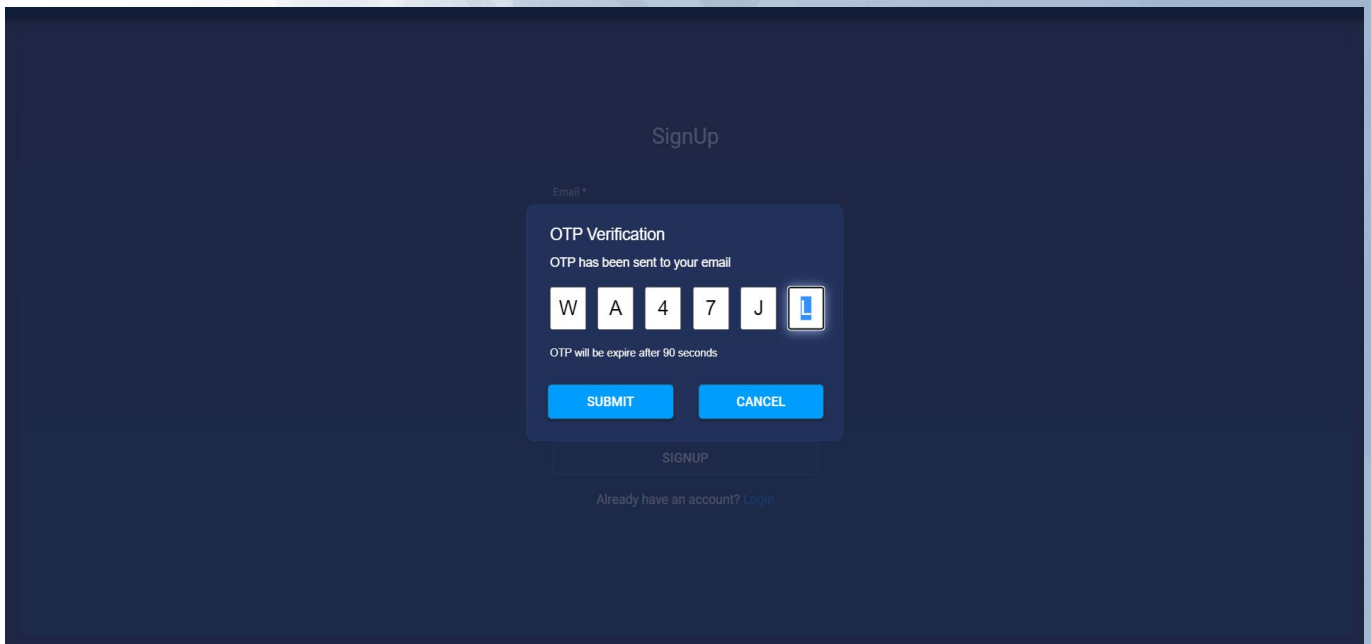 SignUp
Email *
OTP Verification
OTP has been sent to your email
W A 4 7 J L
OTP will be expire after 90 seconds
SUBMIT CANCEL
SIGNUP
Already have an account? Login